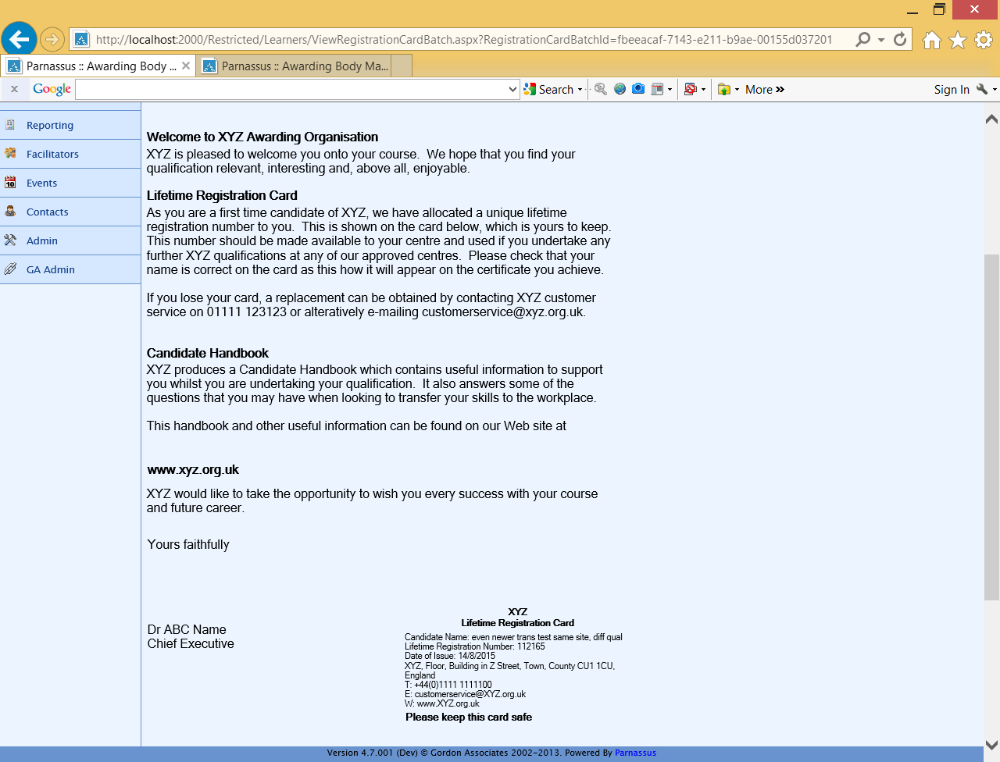 http://localhost:2000/Restricted/Learners/ViewRegistrationCardBatch.aspx?RegistrationCardBatchId=fbeeacaf-7143-e211-b9ae-00155d037201
Parnassus :: Awarding Body ...
Parnassus :: Awarding Body Ma...
x Google Search More » Sign In
Reporting
Facilitators
10 Events
Contacts
Admin
GA Admin
Welcome to XYZ Awarding Organisation
XYZ is pleased to welcome you onto your course.  We hope that you find your
qualification relevant, interesting and, above all, enjoyable.
Lifetime Registration Card
As you are a first time candidate of XYZ, we have allocated a unique lifetime
registration number to you.  This is shown on the card below, which is yours to keep.
This number should be made available to your centre and used if you undertake any
further XYZ qualifications at any of our approved centres.  Please check that your
name is correct on the card as this how it will appear on the certificate you achieve.
If you lose your card, a replacement can be obtained by contacting XYZ customer
service on 01111 123123 or alteratively e-mailing customerservice@xyz.org.uk.
Candidate Handbook
XYZ produces a Candidate Handbook which contains useful information to support
you whilst you are undertaking your qualification.  It also answers some of the
questions that you may have when looking to transfer your skills to the workplace.
This handbook and other useful information can be found on our Web site at
www.xyz.org.uk
XYZ would like to take the opportunity to wish you every success with your course
and future career.
Yours faithfully
Dr ABC Name
Chief Executive
XYZ
Lifetime Registration Card
Candidate Name: even newer trans test same site, diff qual
Lifetime Registration Number: 112165
Date of Issue: 14/8/2015
XYZ, Floor, Building in Z Street, Town, County CU1 1CU,
England
T: +44(0)1111 1111100
E: customerservice@XYZ.org.uk
W: www.XYZ.org.uk
Please keep this card safe
Version 4.7.001 (Dev) © Gordon Associates 2002-2013. Powered By Parnassus